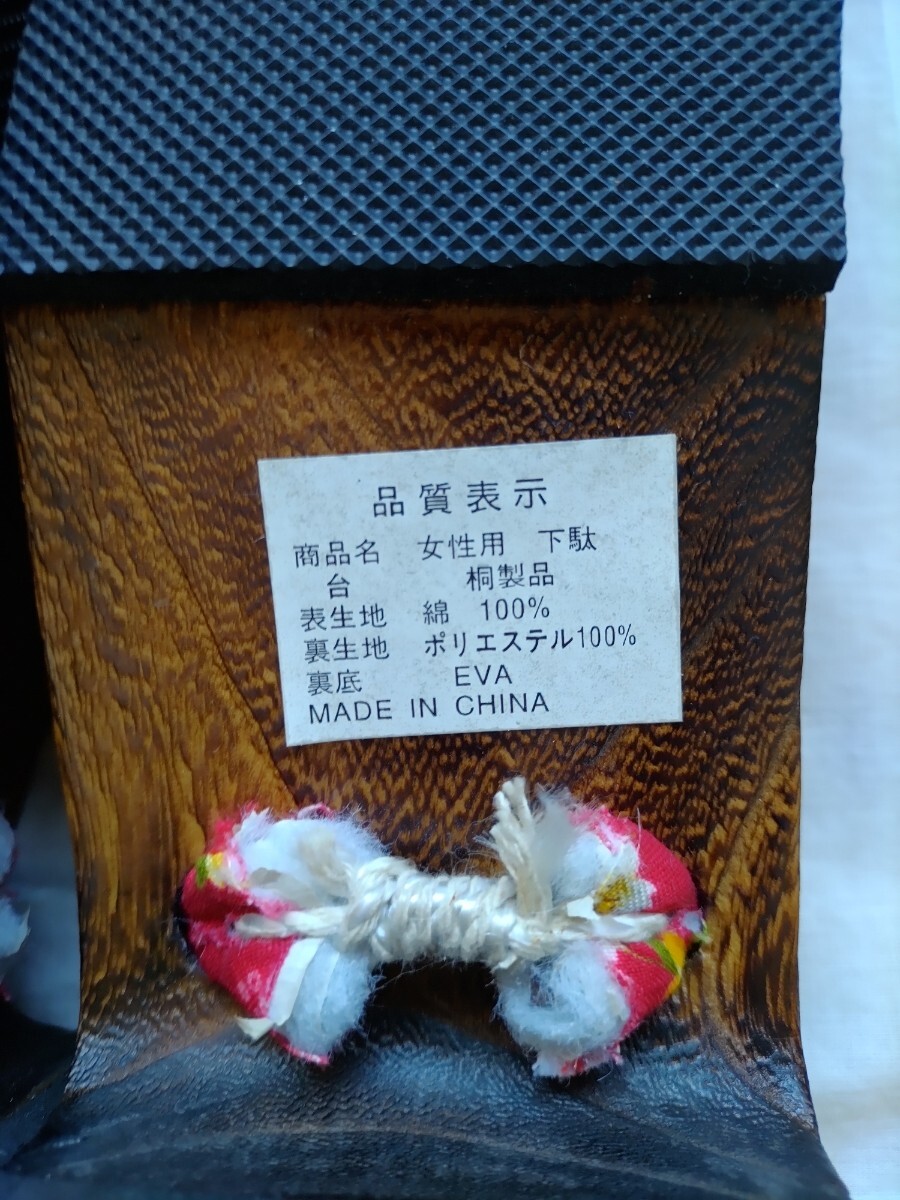 品質表示
商品名 女性用 下駄
台 桐製品
表生地 綿 100%
裏生地 ポリエステル100%
裏底 EVA
MADE IN CHINA